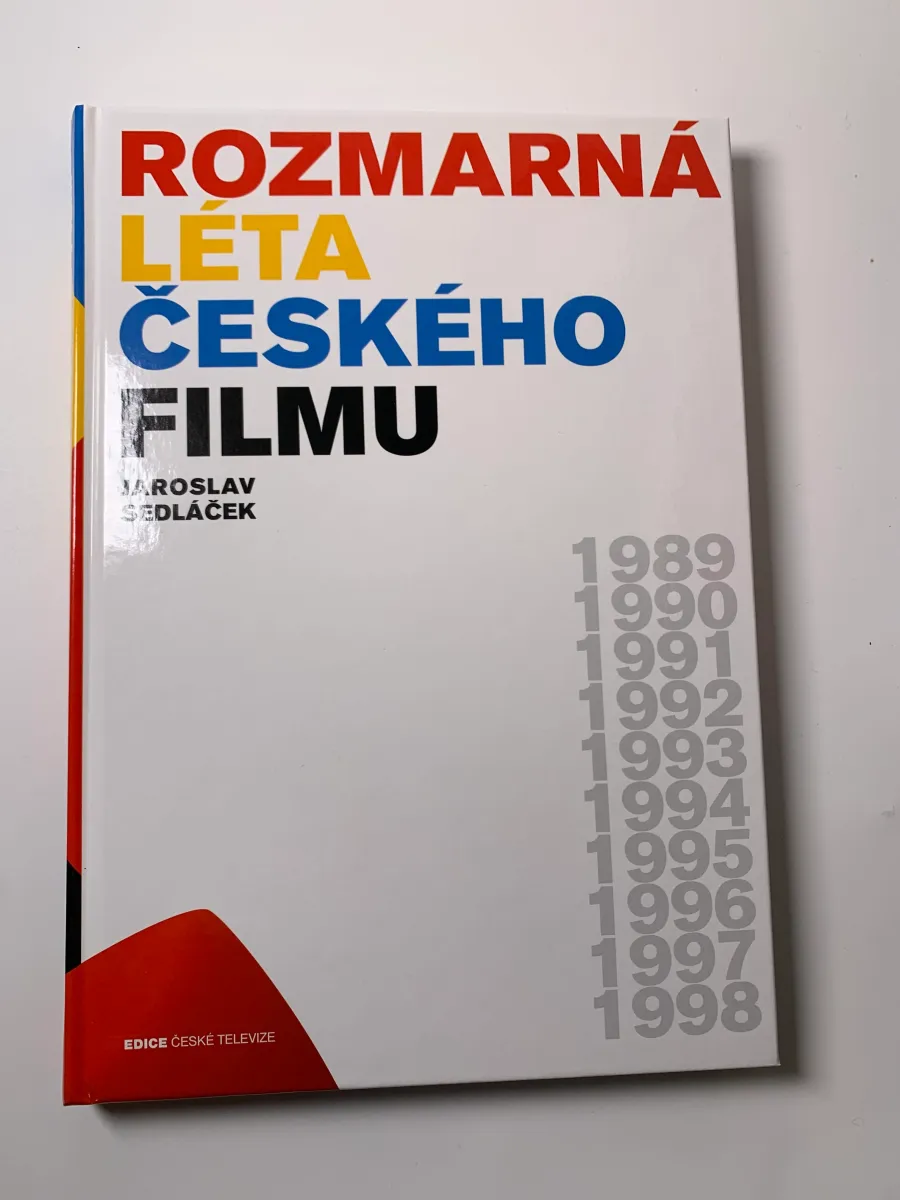 ROZMARNÁ
LÉTA
ČESKÉHO
FILMU
JAROSLAV
SEDLÁČEK
1989
1990
1991
1992
1993
1994
1995
1996
1997
1998
EDICE ČESKÉ TELEVIZE